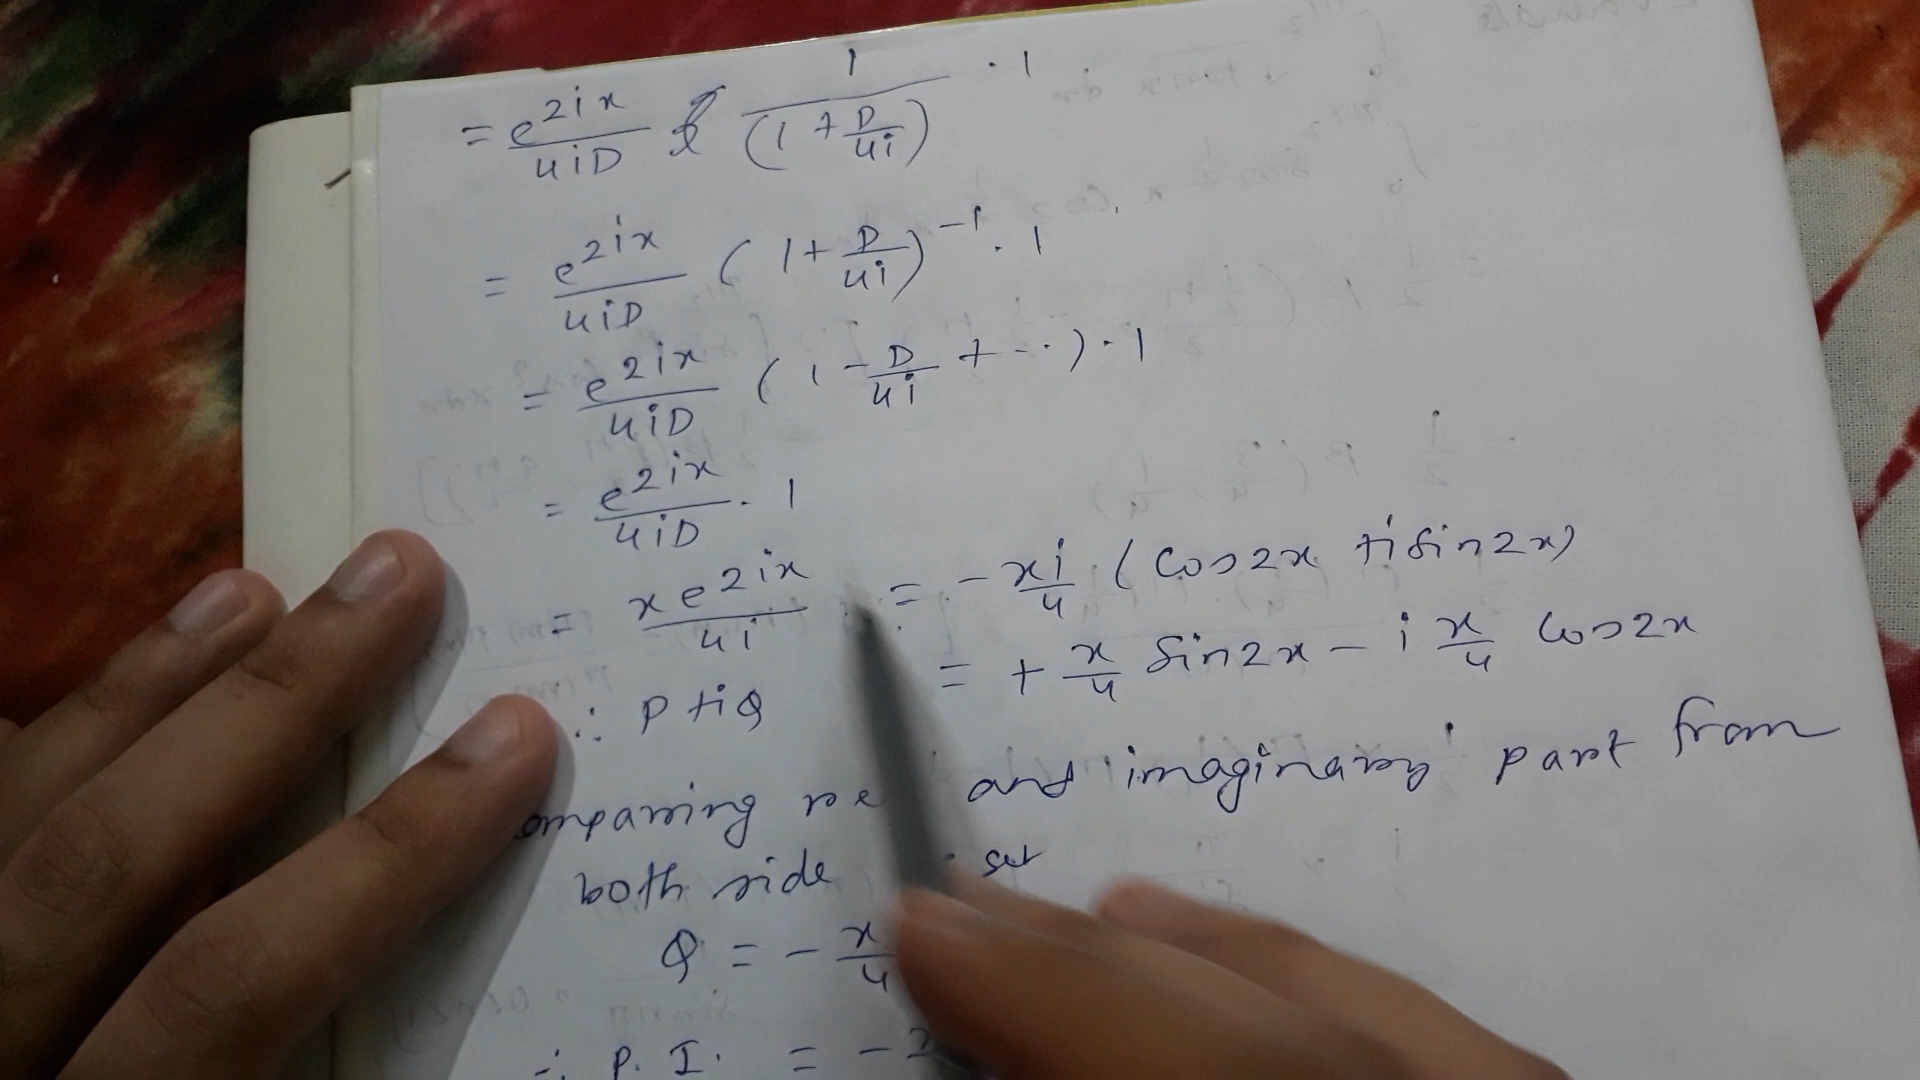 = e^{2ix}/4iD 1/(1 + D/4i) · 1
= e^{2ix}/4iD (1 + D/4i)^{-1} · 1
= e^{2ix}/4iD (1 - D/4i + ...) · 1
= e^{2ix}/4iD · 1
= x e^{2ix}/4i = - xi/4 (Cos2x + i Sin2x)
∴ P + iQ = + x/4 Sin2x - i x/4 Cos2x
and imaginary part from
both side
Q = - x/4
∴ P. I. = -